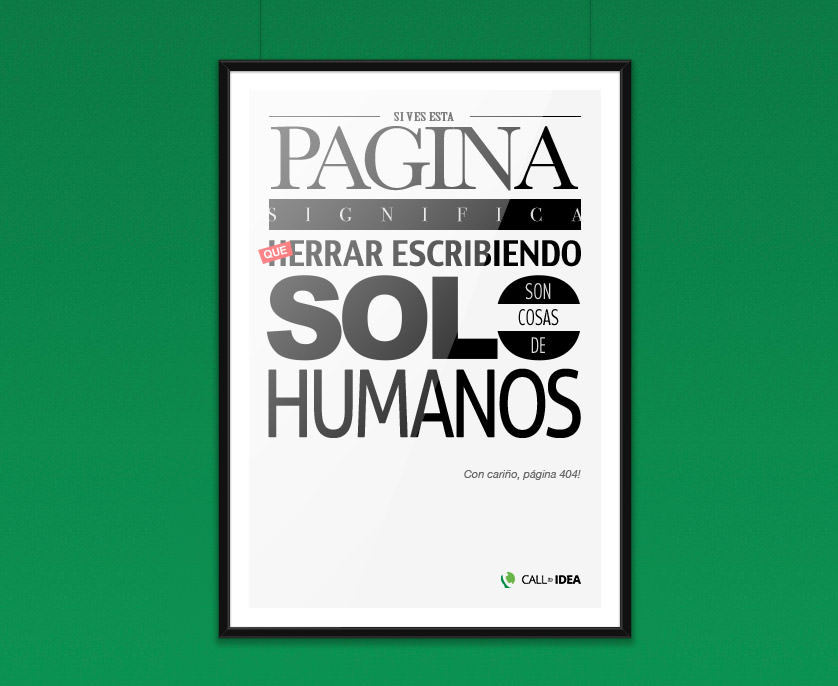 SI VES ESTA
PAGINA
SIGNIFICA
QUE HERRAR ESCRIBIENDO
SOLO
SON
COSAS
DE
HUMANOS
Con cariño, página 404!
CALL to IDEA